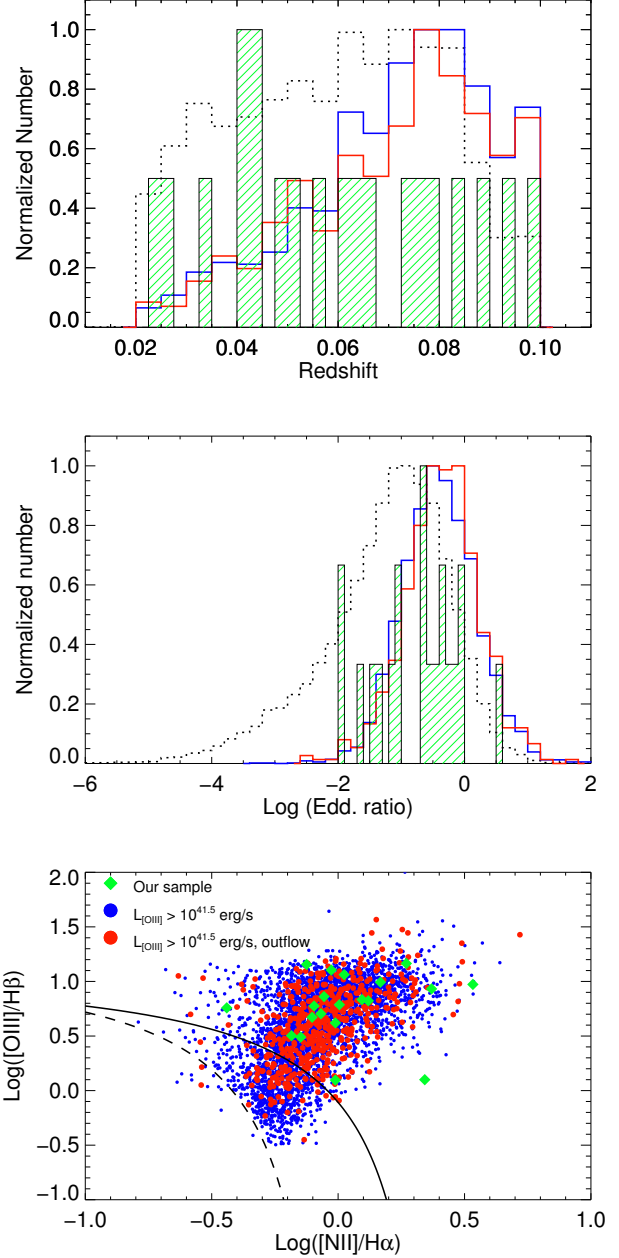 Normalized Number
1.0
0.8
0.6
0.4
0.2
0.0
0.02 0.04 0.06 0.08 0.10
Redshift
Normalized number
1.0
0.8
0.6
0.4
0.2
0.0
−6 −4 −2 0 2
Log (Edd. ratio)
Log([OIII]/Hβ)
2.0
1.5
1.0
0.5
0.0
−0.5
−1.0
Our sample
L[OIII] > 10^41.5 erg/s
L[OIII] > 10^41.5 erg/s, outflow
−1.0 −0.5 0.0 0.5 1.0
Log([NII]/Hα)